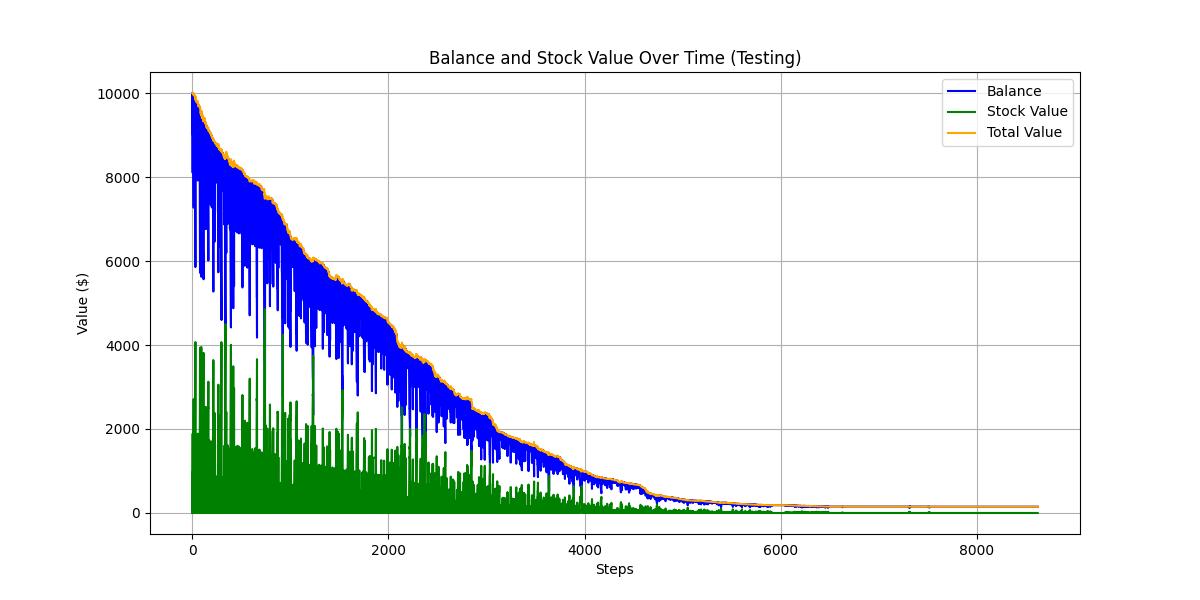 Balance and Stock Value Over Time (Testing)
Balance
Stock Value
Total Value
Value ($)
10000
8000
6000
4000
2000
0
0 2000 4000 6000 8000
Steps